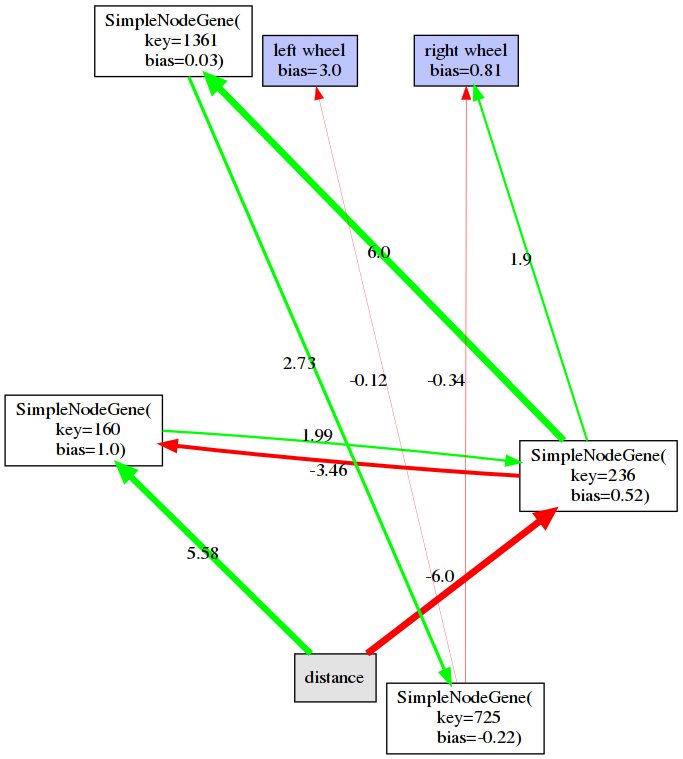 SimpleNodeGene(
key=1361
bias=0.03)
left wheel
bias=3.0
right wheel
bias=0.81
6.0
1.9
2.73
-0.12
-0.34
SimpleNodeGene(
key=160
bias=1.0)
1.99
-3.46
SimpleNodeGene(
key=236
bias=0.52)
5.58
-6.0
distance
SimpleNodeGene(
key=725
bias=-0.22)